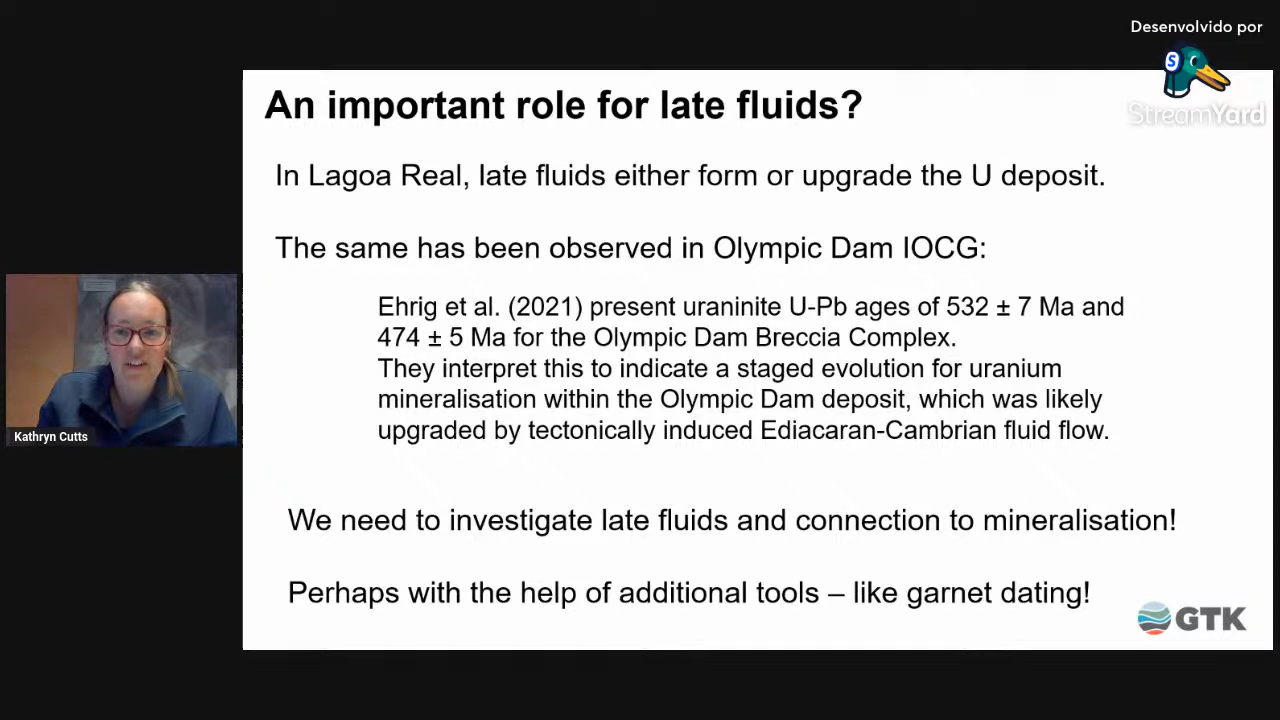 Desenvolvido por
S
StreamYard
An important role for late fluids?
In Lagoa Real, late fluids either form or upgrade the U deposit.
The same has been observed in Olympic Dam IOCG:
Ehrig et al. (2021) present uraninite U-Pb ages of 532 ± 7 Ma and
474 ± 5 Ma for the Olympic Dam Breccia Complex.
They interpret this to indicate a staged evolution for uranium
mineralisation within the Olympic Dam deposit, which was likely
upgraded by tectonically induced Ediacaran-Cambrian fluid flow.
Kathryn Cutts
We need to investigate late fluids and connection to mineralisation!
Perhaps with the help of additional tools – like garnet dating!
GTK